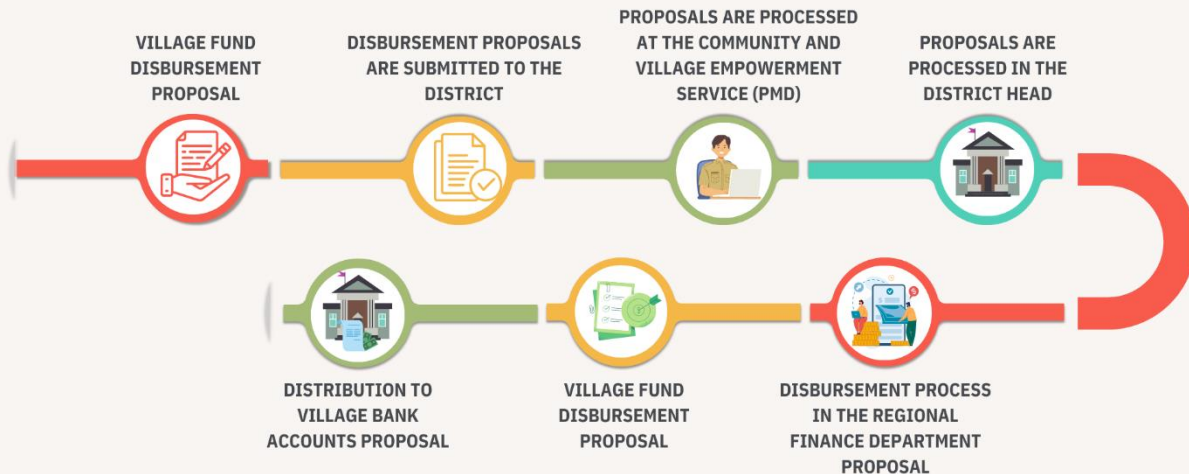 VILLAGE FUND
DISBURSEMENT
PROPOSAL
DISBURSEMENT PROPOSALS
ARE SUBMITTED TO THE
DISTRICT
PROPOSALS ARE PROCESSED
AT THE COMMUNITY AND
VILLAGE EMPOWERMENT
SERVICE (PMD)
PROPOSALS ARE
PROCESSED IN THE
DISTRICT HEAD
DISBURSEMENT PROCESS
IN THE REGIONAL
FINANCE DEPARTMENT
PROPOSAL
VILLAGE FUND
DISBURSEMENT
PROPOSAL
DISTRIBUTION TO
VILLAGE BANK
ACCOUNTS PROPOSAL